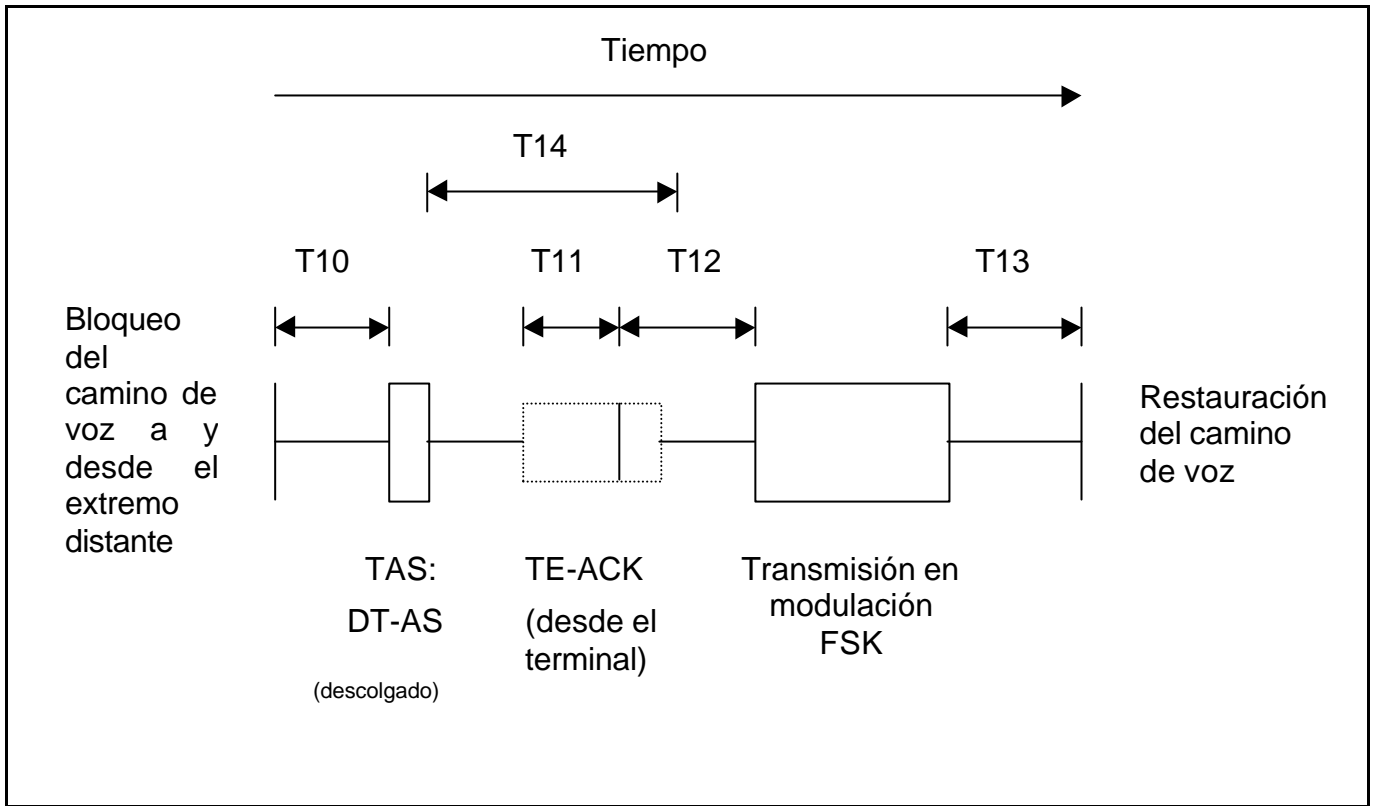 Tiempo
T14
T10
T11
T12
T13
Bloqueo
del
camino de
voz a y
desde el
extremo
distante
Restauración
del camino
de voz
TAS:
DT-AS
(descolgado)
TE-ACK
(desde el
terminal)
Transmisión en
modulación
FSK